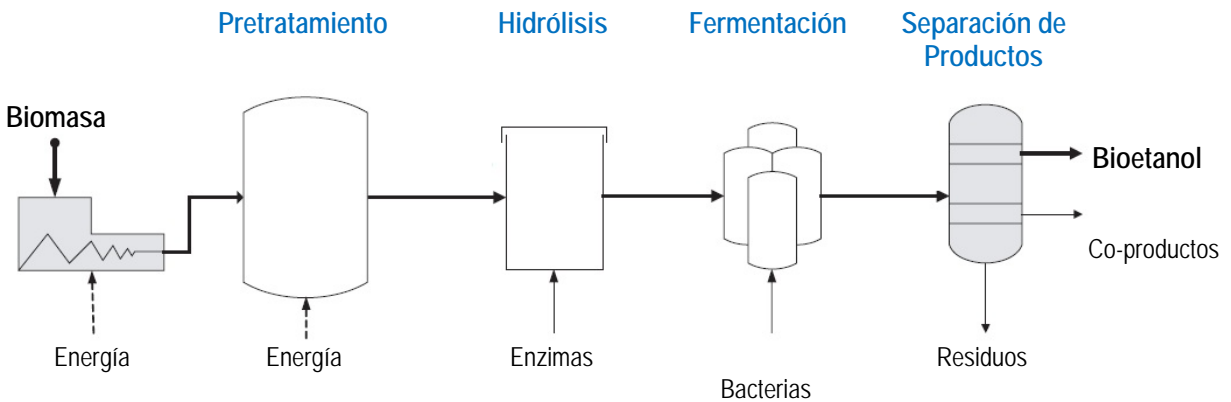 Pretratamiento
Hidrólisis
Fermentación
Separación de
Productos
Biomasa
Bioetanol
Co-productos
Energía
Energía
Enzimas
Bacterias
Residuos